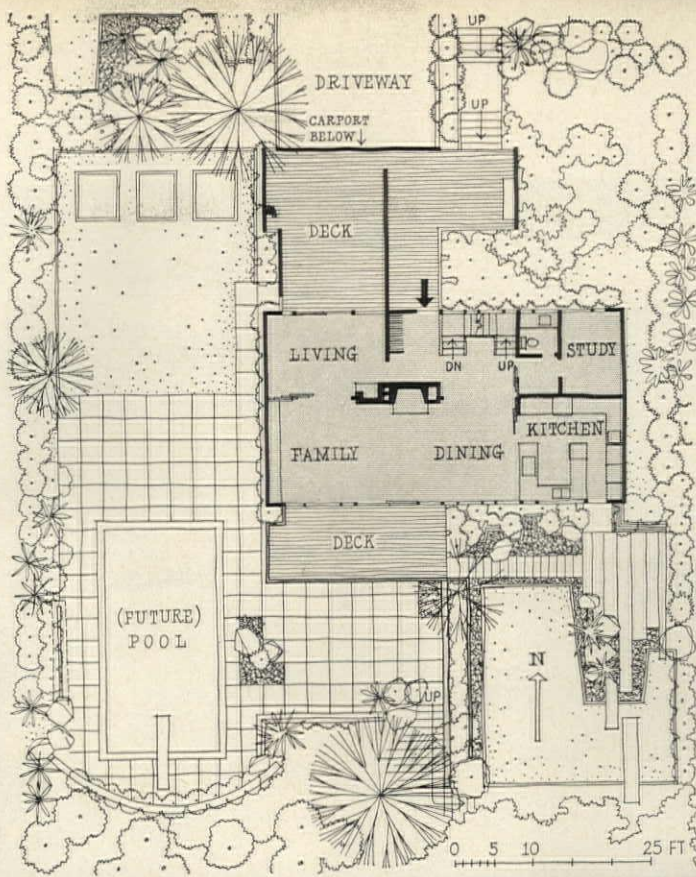 UP
DRIVEWAY
UP
CARPORT
BELOW
DECK
LIVING
DN
UP
STUDY
KITCHEN
FAMILY
DINING
DECK
(FUTURE)
POOL
N
UP
0 5 10 25 FT